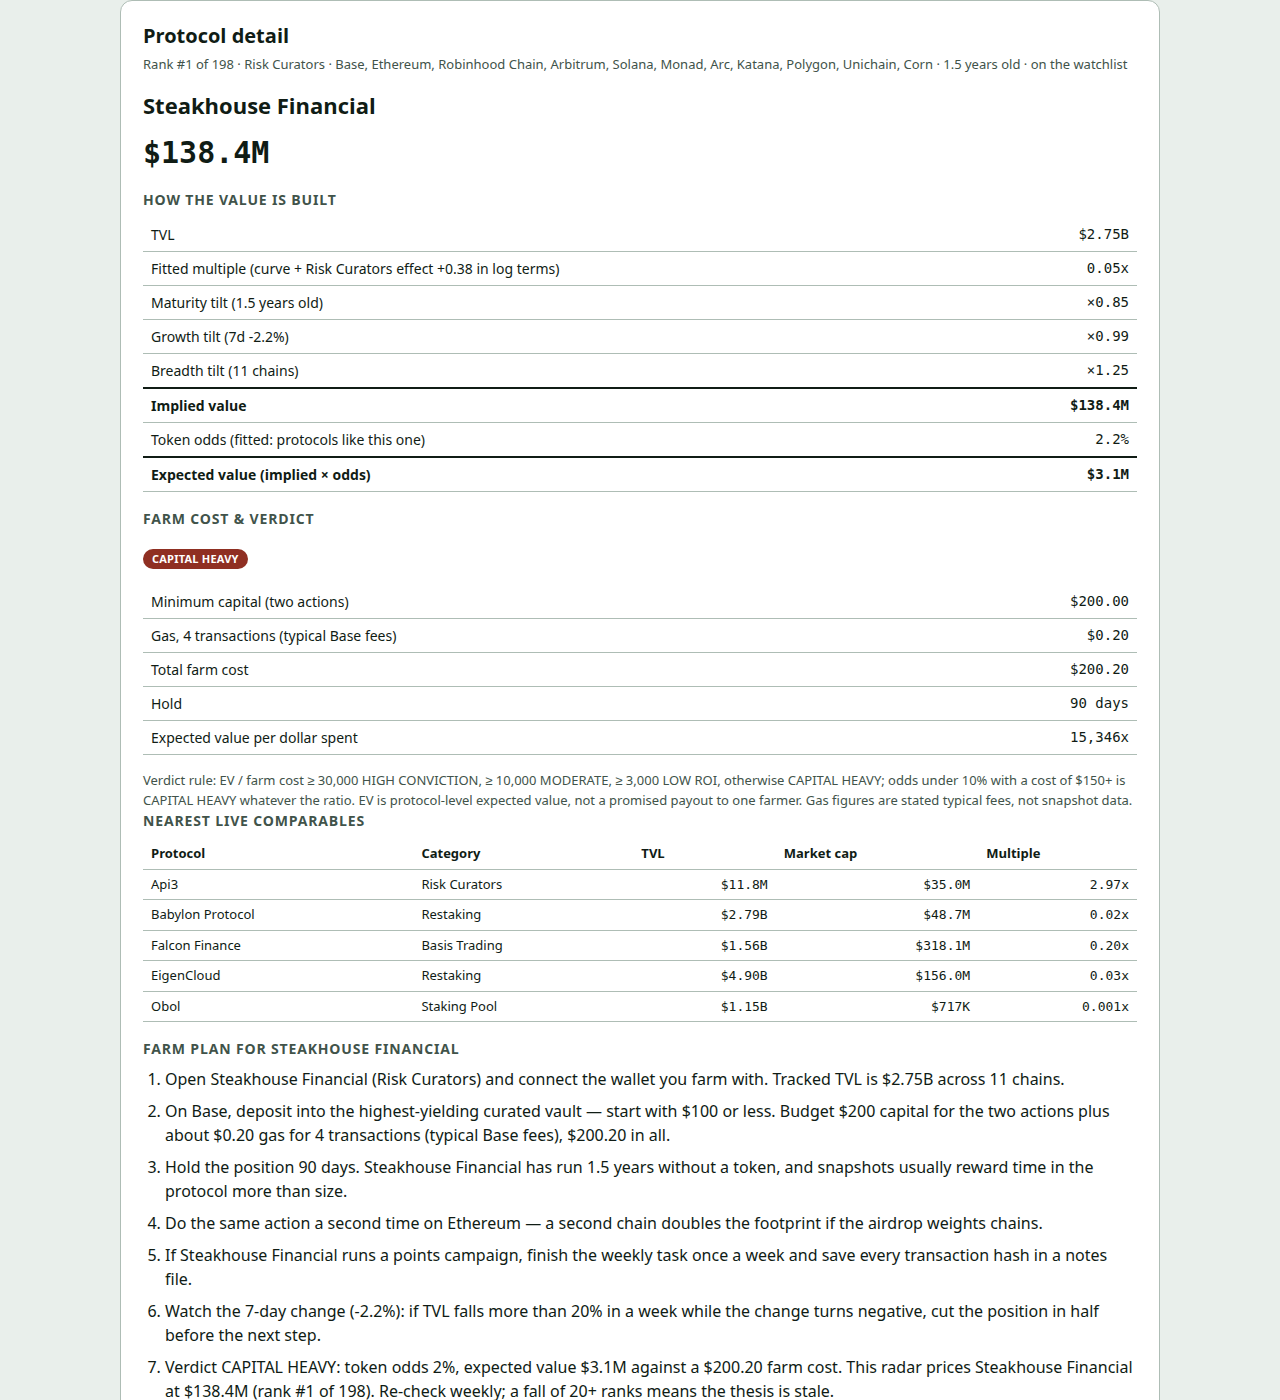 Protocol detail
Rank #1 of 198 · Risk Curators · Base, Ethereum, Robinhood Chain, Arbitrum, Solana, Monad, Arc, Katana, Polygon, Unichain, Corn · 1.5 years old · on the watchlist
Steakhouse Financial
$138.4M
HOW THE VALUE IS BUILT
TVL $2.75B
Fitted multiple (curve + Risk Curators effect +0.38 in log terms) 0.05x
Maturity tilt (1.5 years old) ×0.85
Growth tilt (7d -2.2%) ×0.99
Breadth tilt (11 chains) ×1.25
Implied value $138.4M
Token odds (fitted: protocols like this one) 2.2%
Expected value (implied × odds) $3.1M
FARM COST & VERDICT
CAPITAL HEAVY
Minimum capital (two actions) $200.00
Gas, 4 transactions (typical Base fees) $0.20
Total farm cost $200.20
Hold 90 days
Expected value per dollar spent 15,346x
Verdict rule: EV / farm cost ≥ 30,000 HIGH CONVICTION, ≥ 10,000 MODERATE, ≥ 3,000 LOW ROI, otherwise CAPITAL HEAVY; odds under 10% with a cost of $150+ is
CAPITAL HEAVY whatever the ratio. EV is protocol-level expected value, not a promised payout to one farmer. Gas figures are stated typical fees, not snapshot data.
NEAREST LIVE COMPARABLES
Protocol Category TVL Market cap Multiple
Api3 Risk Curators $11.8M $35.0M 2.97x
Babylon Protocol Restaking $2.79B $48.7M 0.02x
Falcon Finance Basis Trading $1.56B $318.1M 0.20x
EigenCloud Restaking $4.90B $156.0M 0.03x
Obol Staking Pool $1.15B $717K 0.001x
FARM PLAN FOR STEAKHOUSE FINANCIAL
1. Open Steakhouse Financial (Risk Curators) and connect the wallet you farm with. Tracked TVL is $2.75B across 11 chains.
2. On Base, deposit into the highest-yielding curated vault — start with $100 or less. Budget $200 capital for the two actions plus
about $0.20 gas for 4 transactions (typical Base fees), $200.20 in all.
3. Hold the position 90 days. Steakhouse Financial has run 1.5 years without a token, and snapshots usually reward time in the
protocol more than size.
4. Do the same action a second time on Ethereum — a second chain doubles the footprint if the airdrop weights chains.
5. If Steakhouse Financial runs a points campaign, finish the weekly task once a week and save every transaction hash in a notes
file.
6. Watch the 7-day change (-2.2%): if TVL falls more than 20% in a week while the change turns negative, cut the position in half
before the next step.
7. Verdict CAPITAL HEAVY: token odds 2%, expected value $3.1M against a $200.20 farm cost. This radar prices Steakhouse Financial
at $138.4M (rank #1 of 198). Re-check weekly; a fall of 20+ ranks means the thesis is stale.